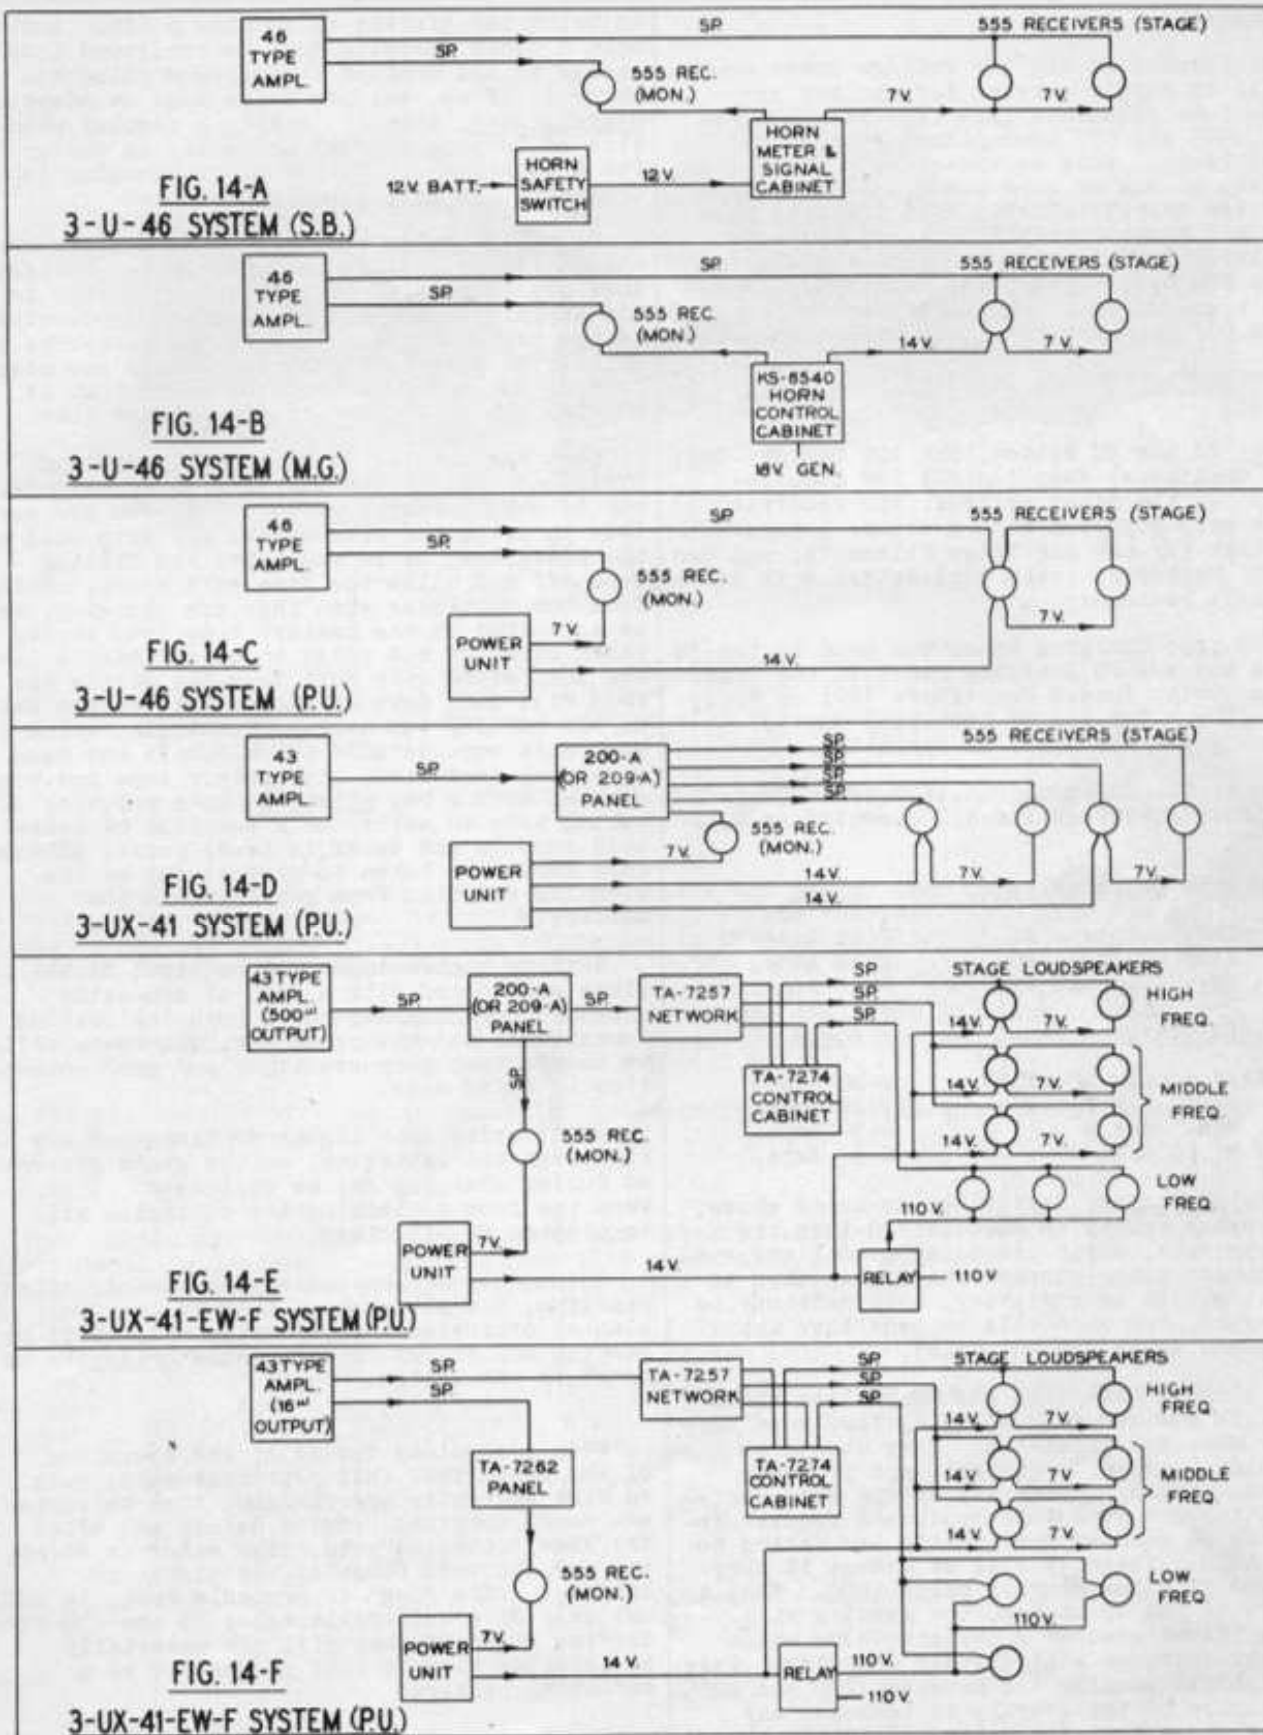 46
TYPE
AMPL.
SP.
SP.
555 RECEIVERS (STAGE)
555 REC.
(MON.)
7V.
7V.
HORN
METER &
SIGNAL
CABINET
12V. BATT.
HORN
SAFETY
SWITCH
12V.
FIG. 14-A
3-U-46 SYSTEM (S.B.)
46
TYPE
AMPL.
SP.
SP.
555 RECEIVERS (STAGE)
555 REC.
(MON.)
14V.
7V.
KS-6540
HORN
CONTROL
CABINET
18V. GEN.
FIG. 14-B
3-U-46 SYSTEM (M.G.)
46
TYPE
AMPL.
SP.
SP.
555 RECEIVERS (STAGE)
555 REC.
(MON.)
7V.
7V.
POWER
UNIT
14V.
FIG. 14-C
3-U-46 SYSTEM (P.U.)
43
TYPE
AMPL.
SP.
200-A
(OR 209-A)
PANEL
SP.
SP.
SP.
SP.
555 RECEIVERS (STAGE)
555 REC.
(MON.)
7V.
POWER
UNIT
14V.
14V.
7V.
7V.
FIG. 14-D
3-UX-41 SYSTEM (P.U.)
43 TYPE
AMPL.
(500ω
OUTPUT)
SP.
200-A
(OR 209-A)
PANEL
SP.
TA-7257
NETWORK
SP.
SP.
SP.
STAGE LOUDSPEAKERS
HIGH
FREQ.
14V.
7V.
TA-7274
CONTROL
CABINET
14V.
7V.
MIDDLE
FREQ.
14V.
7V.
SP.
555 REC.
(MON.)
LOW
FREQ.
110V.
POWER
UNIT
7V.
14V.
RELAY
110V.
FIG. 14-E
3-UX-41-EW-F SYSTEM (P.U.)
43 TYPE
AMPL.
(16ω
OUTPUT)
SP.
SP.
TA-7257
NETWORK
SP.
SP.
SP.
STAGE LOUDSPEAKERS
HIGH
FREQ.
14V.
7V.
TA-7262
PANEL
TA-7274
CONTROL
CABINET
14V.
7V.
MIDDLE
FREQ.
14V.
7V.
555 REC.
(MON.)
LOW
FREQ.
110V.
POWER
UNIT
7V.
14V.
RELAY
110V.
110V.
FIG. 14-F
3-UX-41-EW-F SYSTEM (P.U.)